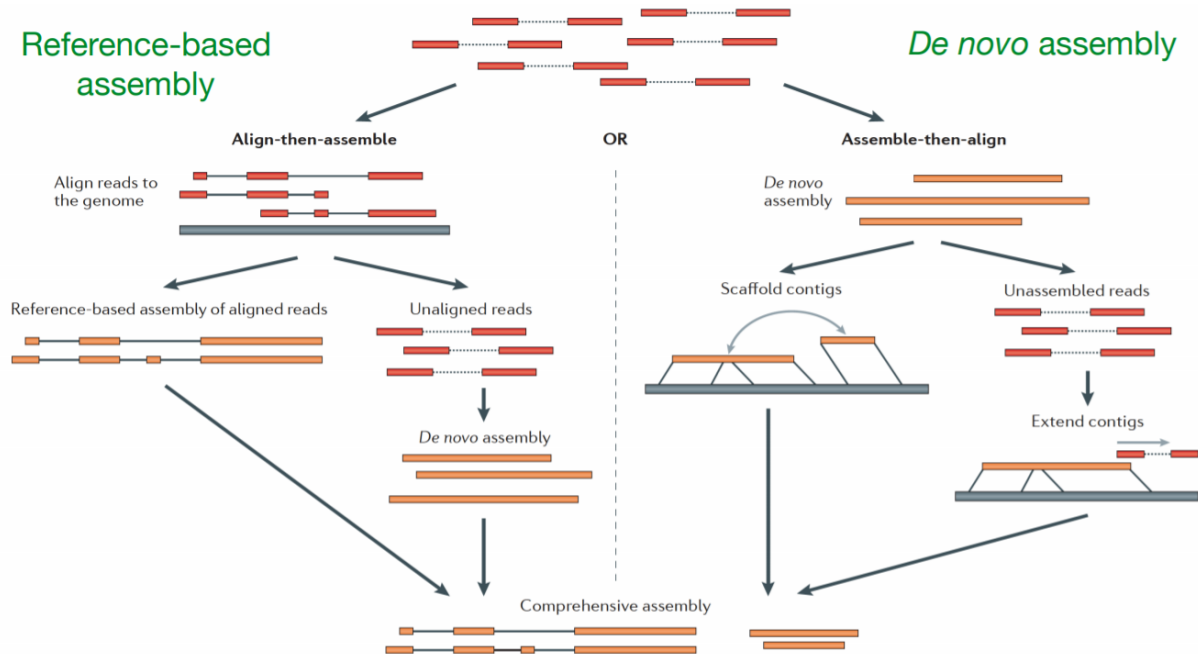 Reference-based
assembly
De novo assembly
Align-then-assemble
OR
Assemble-then-align
Align reads to
the genome
De novo
assembly
Reference-based assembly of aligned reads
Unaligned reads
Scaffold contigs
Unassembled reads
De novo assembly
Extend contigs
Comprehensive assembly